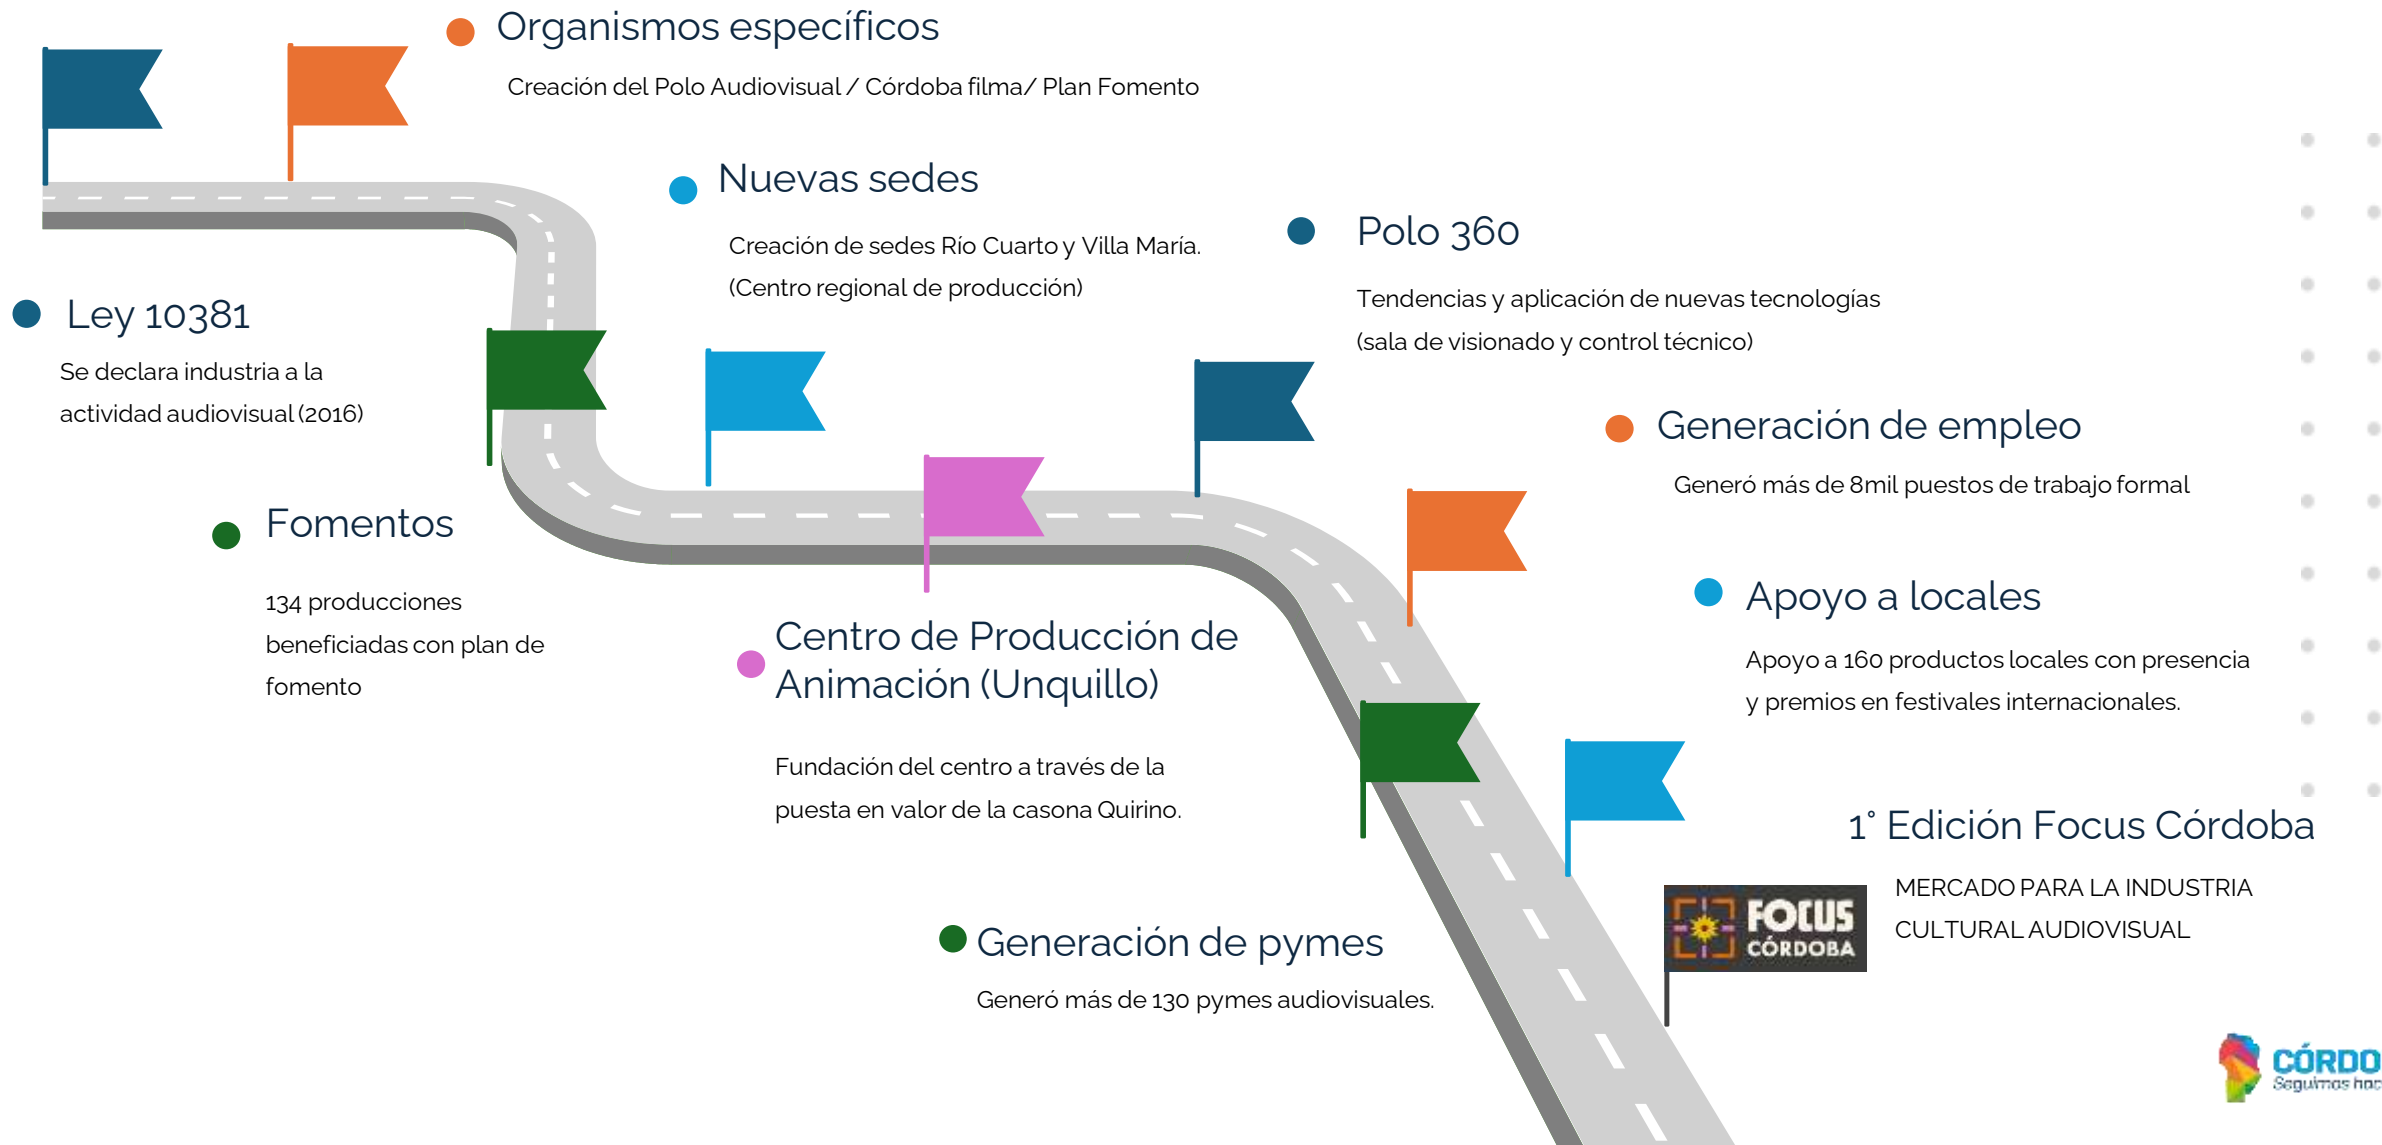 Organismos específicos
Creación del Polo Audiovisual / Córdoba filma/ Plan Fomento
Nuevas sedes
Creación de sedes Río Cuarto y Villa María.
(Centro regional de producción)
Polo 360
Tendencias y aplicación de nuevas tecnologías
(sala de visionado y control técnico)
Ley 10381
Se declara industria a la
actividad audiovisual (2016)
Generación de empleo
Generó más de 8mil puestos de trabajo formal
Fomentos
134 producciones
beneficiadas con plan de
fomento
Centro de Producción de
Animación (Unquillo)
Fundación del centro a través de la
puesta en valor de la casona Quirino.
Apoyo a locales
Apoyo a 160 productos locales con presencia
y premios en festivales internacionales.
1° Edición Focus Córdoba
MERCADO PARA LA INDUSTRIA
CULTURAL AUDIOVISUAL
FOCUS
CÓRDOBA
Generación de pymes
Generó más de 130 pymes audiovisuales.
CÓRDO
Seguimos hac